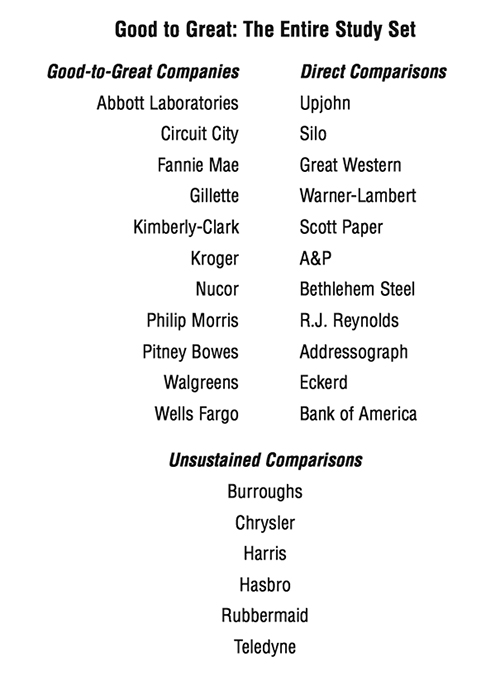 Good to Great: The Entire Study Set
Good-to-Great Companies Direct Comparisons
Abbott Laboratories Upjohn
Circuit City Silo
Fannie Mae Great Western
Gillette Warner-Lambert
Kimberly-Clark Scott Paper
Kroger A&P
Nucor Bethlehem Steel
Philip Morris R.J. Reynolds
Pitney Bowes Addressograph
Walgreens Eckerd
Wells Fargo Bank of America
Unsustained Comparisons
Burroughs
Chrysler
Harris
Hasbro
Rubbermaid
Teledyne